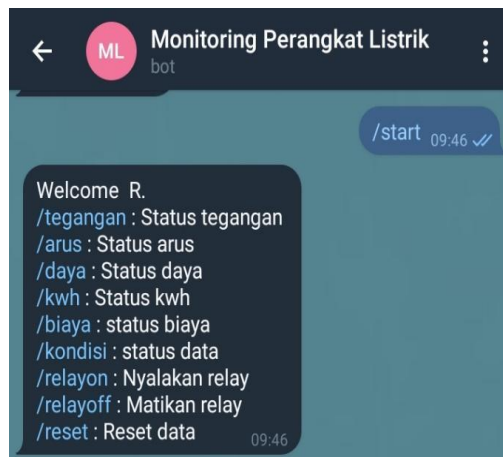 ML
Monitoring Perangkat Listrik
bot
/start 09:46
Welcome R.
/tegangan : Status tegangan
/arus : Status arus
/daya : Status daya
/kwh : Status kwh
/biaya : status biaya
/kondisi : status data
/relayon : Nyalakan relay
/relayoff : Matikan relay
/reset : Reset data
09:46